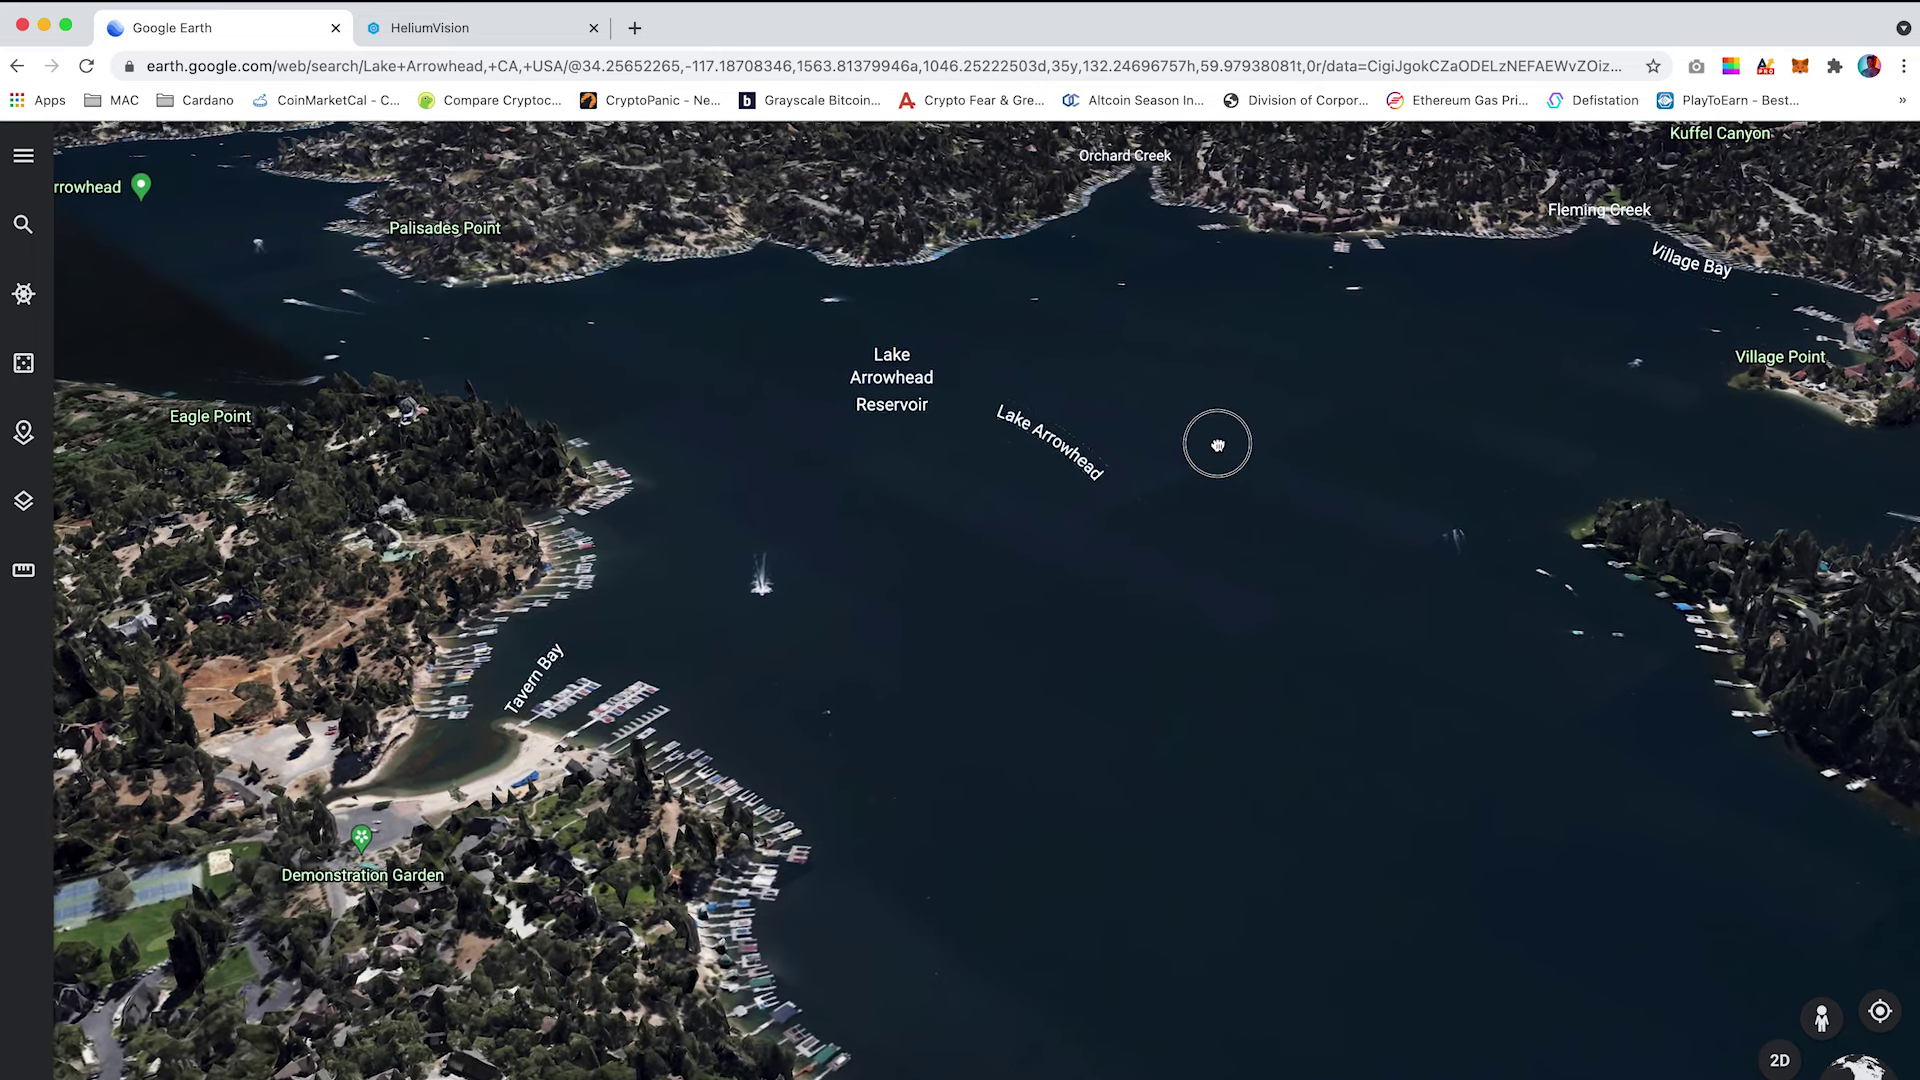 Google Earth
HeliumVision
earth.google.com/web/search/Lake+Arrowhead,+CA,+USA/@34.25652265,-117.18708346,1563.81379946a,1046.25222503d,35y,132.24696757h,59.97938081t,0r/data=CigiJgokCZaODELzNEFAEWvZOiz...
Apps
MAC
Cardano
CoinMarketCal - C...
Compare Cryptoc...
CryptoPanic - Ne...
Grayscale Bitcoin...
Crypto Fear & Gre...
Altcoin Season In...
Division of Corpor...
Ethereum Gas Pri...
Defistation
PlayToEarn - Best...
Kuffel Canyon
Orchard Creek
rrowhead
Fleming Creek
Palisades Point
Village Bay
Lake
Arrowhead
Reservoir
Village Point
Eagle Point
Lake Arrowhead
Tavern Bay
Demonstration Garden
2D